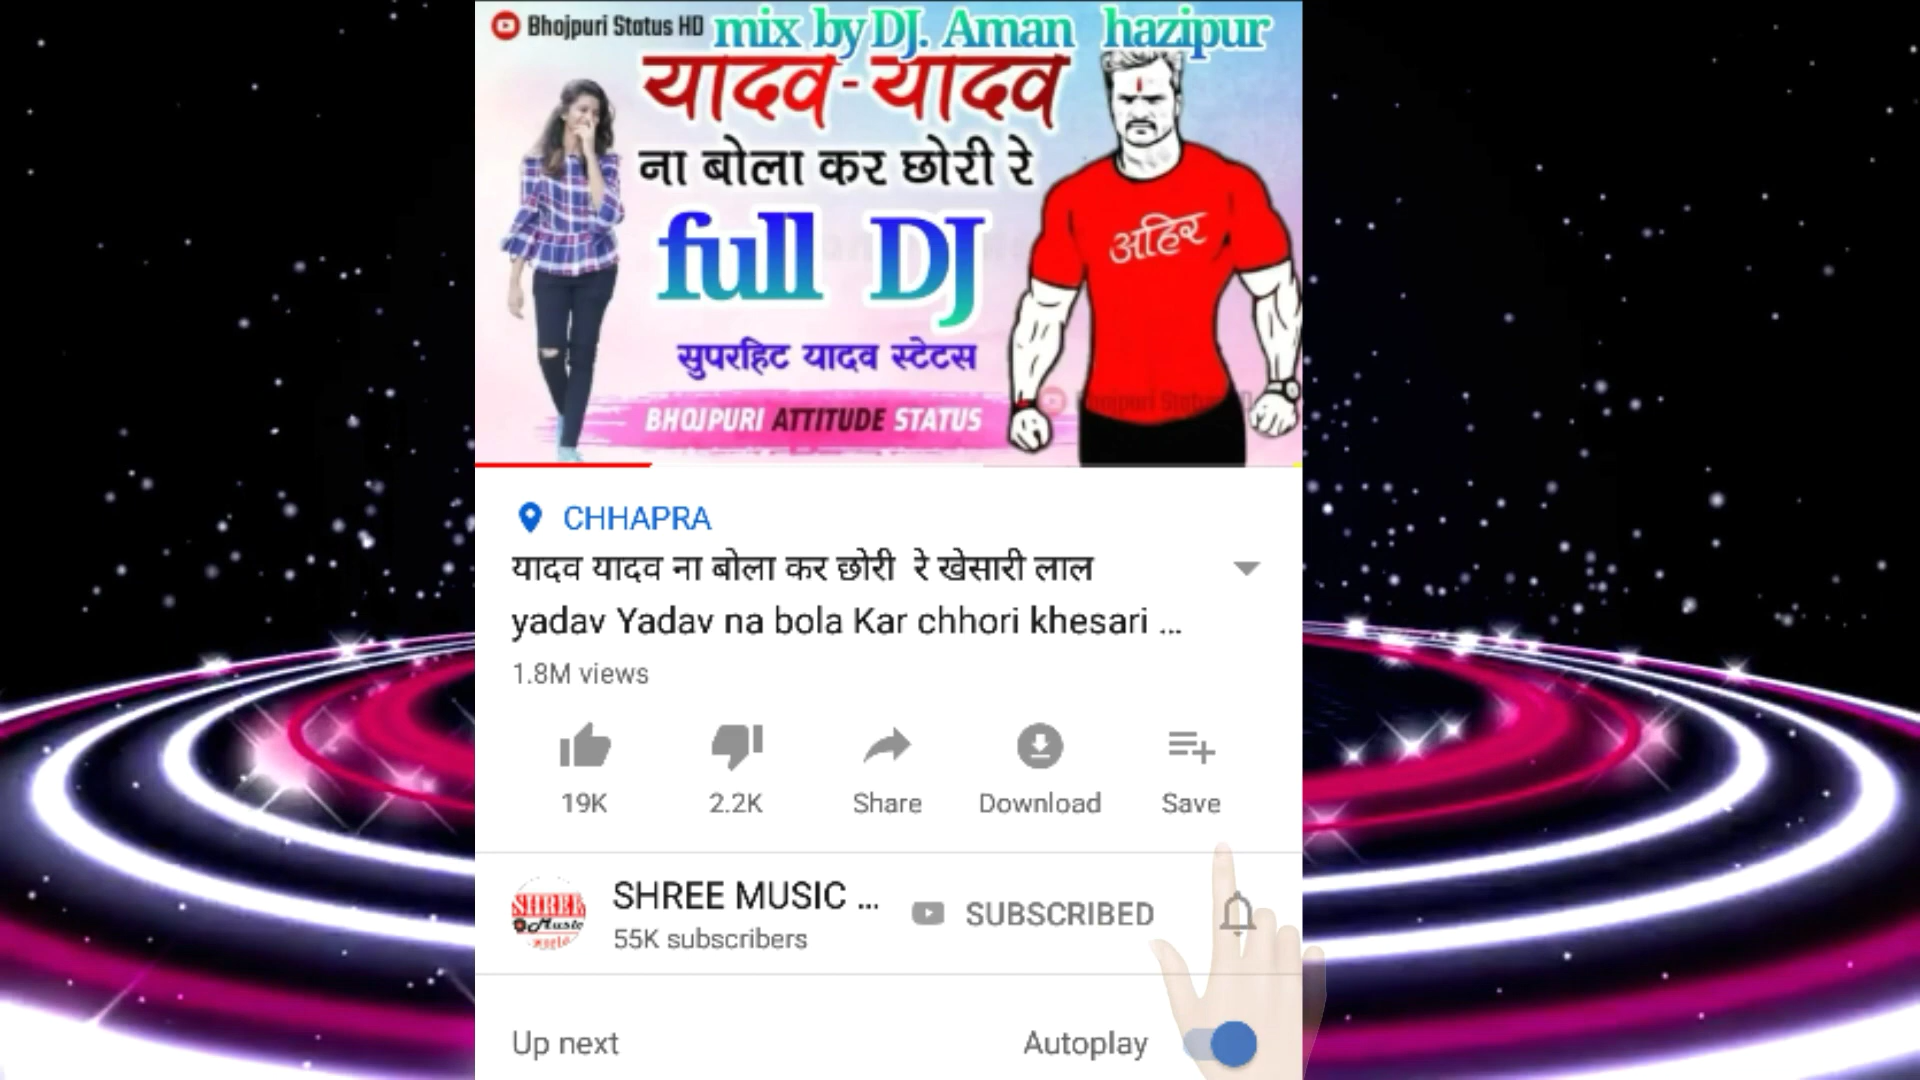 Bhojpuri Status HD mix by DJ. Aman hazipur
यादव-यादव
ना बोला कर छोरी रे
full DJ
अहिर
सुपरहिट यादव स्टेटस
BHOJPURI ATTITUDE STATUS
CHHAPRA
यादव यादव ना बोला कर छोरी रे खेसारी लाल
yadav Yadav na bola Kar chhori khesari ...
1.8M views
19K 2.2K Share Download Save
SHREE Music
SHREE MUSIC ... SUBSCRIBED
55K subscribers
Up next Autoplay